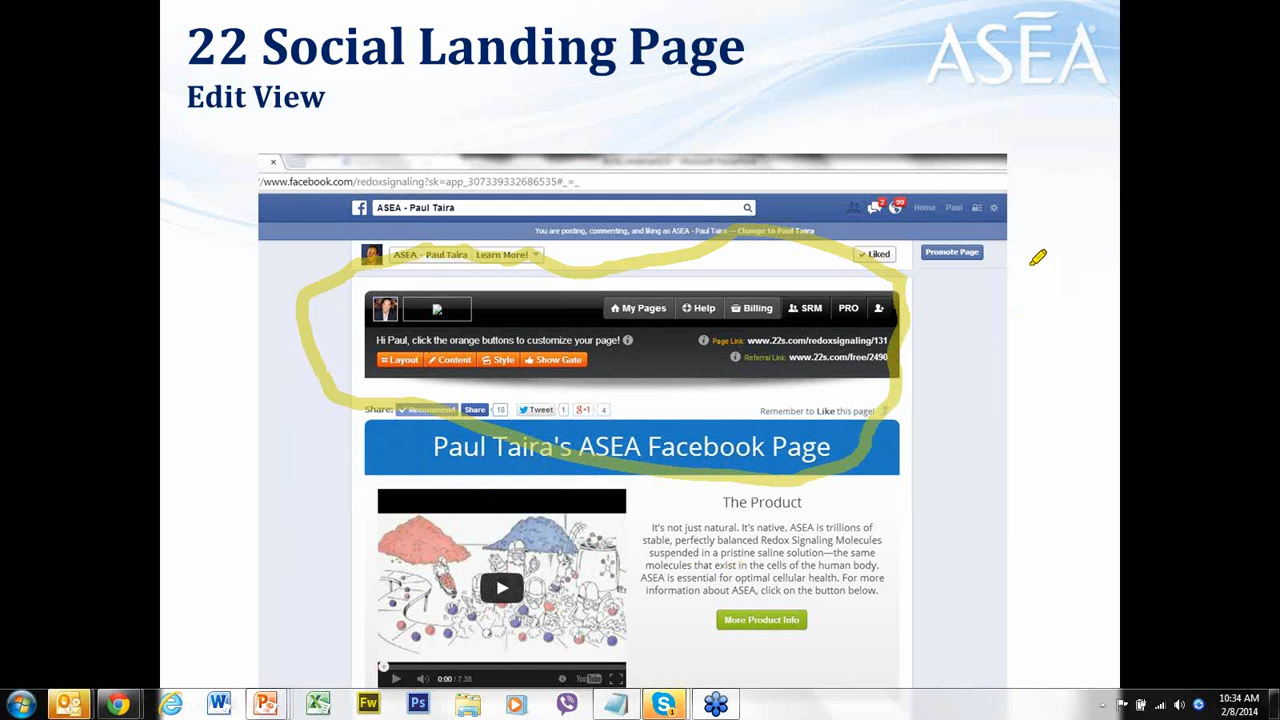 22 Social Landing Page
Edit View
ASEA
/www.facebook.com/redoxsignaling?sk=app_307339332686535#_=_
ASEA - Paul Taira
2
99
Home Paul
You are posting, commenting, and liking as ASEA - Paul Taira — Change to Paul Taira
ASEA - Paul Taira Learn More!
Liked
Promote Page
My Pages Help Billing SRM PRO
Hi Paul, click the orange buttons to customize your page!
Page Link: www.22s.com/redoxsignaling/131
Layout Content Style Show Gate
Referral Link: www.22s.com/free/2490
Share: Recommend Share 18 Tweet 1 g+1 4
Remember to Like this page!
Paul Taira's ASEA Facebook Page
The Product
It's not just natural. It's native. ASEA is trillions of
stable, perfectly balanced Redox Signaling Molecules
suspended in a pristine saline solution—the same
molecules that exist in the cells of the human body.
ASEA is essential for optimal cellular health. For more
information about ASEA, click on the button below.
More Product Info
0:00 / 7:38
YouTube
Fw
Ps
10:34 AM
2/8/2014